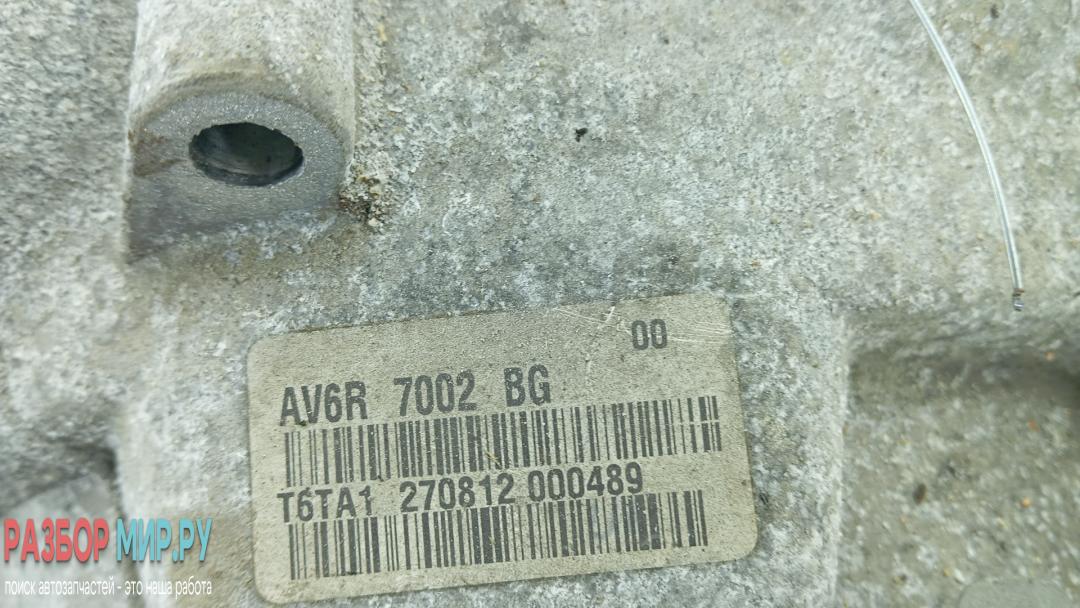 00
AV6R 7002 BG
T6TA1 270812 000489
РАЗБОР МИР.РУ
поиск автозапчастей - это наша работа